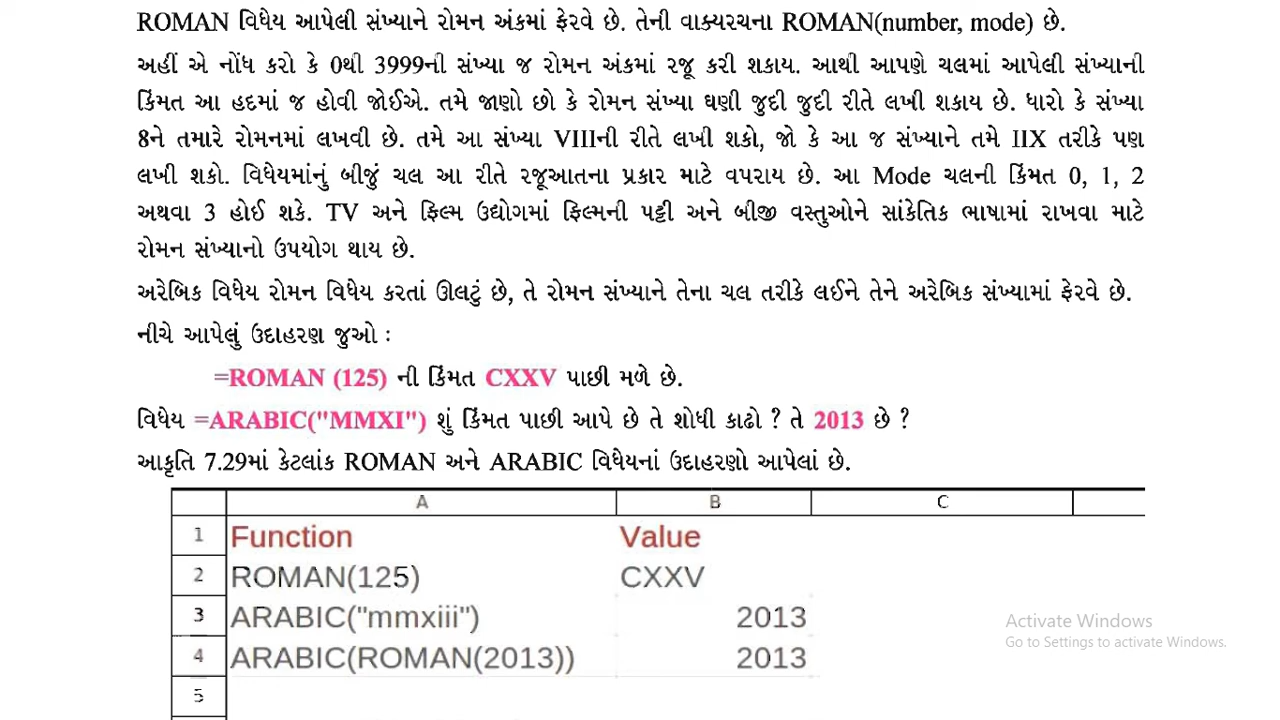 ROMAN વિધેય આપેલી સંખ્યાને રોમન અંકમાં ફેરવે છે. તેની વાક્યરચના ROMAN(number, mode) છે.
અહીં એ નોંધ કરો કે 0થી 3999ની સંખ્યા જ રોમન અંકમાં રજૂ કરી શકાય. આથી આપણે ચલમાં આપેલી સંખ્યાની
કિંમત આ હદમાં જ હોવી જોઈએ. તમે જાણો છો કે રોમન સંખ્યા ઘણી જુદી જુદી રીતે લખી શકાય છે. ધારો કે સંખ્યા
8ને તમારે રોમનમાં લખવી છે. તમે આ સંખ્યા VIIIની રીતે લખી શકો, જો કે આ જ સંખ્યાને તમે IIX તરીકે પણ
લખી શકો. વિધેયમાંનું બીજું ચલ આ રીતે રજૂઆતના પ્રકાર માટે વપરાય છે. આ Mode ચલની કિંમત 0, 1, 2
અથવા 3 હોઈ શકે. TV અને ફિલ્મ ઉદ્યોગમાં ફિલ્મની પટ્ટી અને બીજી વસ્તુઓને સાંકેતિક ભાષામાં રાખવા માટે
રોમન સંખ્યાનો ઉપયોગ થાય છે.
અરેબિક વિધેય રોમન વિધેય કરતાં ઊલટું છે, તે રોમન સંખ્યાને તેના ચલ તરીકે લઈને તેને અરેબિક સંખ્યામાં ફેરવે છે.
નીચે આપેલું ઉદાહરણ જુઓ :
=ROMAN (125) ની કિંમત CXXV પાછી મળે છે.
વિધેય =ARABIC("MMXI") શું કિંમત પાછી આપે છે તે શોધી કાઢો ? તે 2013 છે ?
આકૃતિ 7.29માં કેટલાંક ROMAN અને ARABIC વિધેયનાં ઉદાહરણો આપેલાં છે.
A B C
1 Function Value
2 ROMAN(125) CXXV
3 ARABIC("mmxiii") 2013
4 ARABIC(ROMAN(2013)) 2013
5
Activate Windows
Go to Settings to activate Windows.